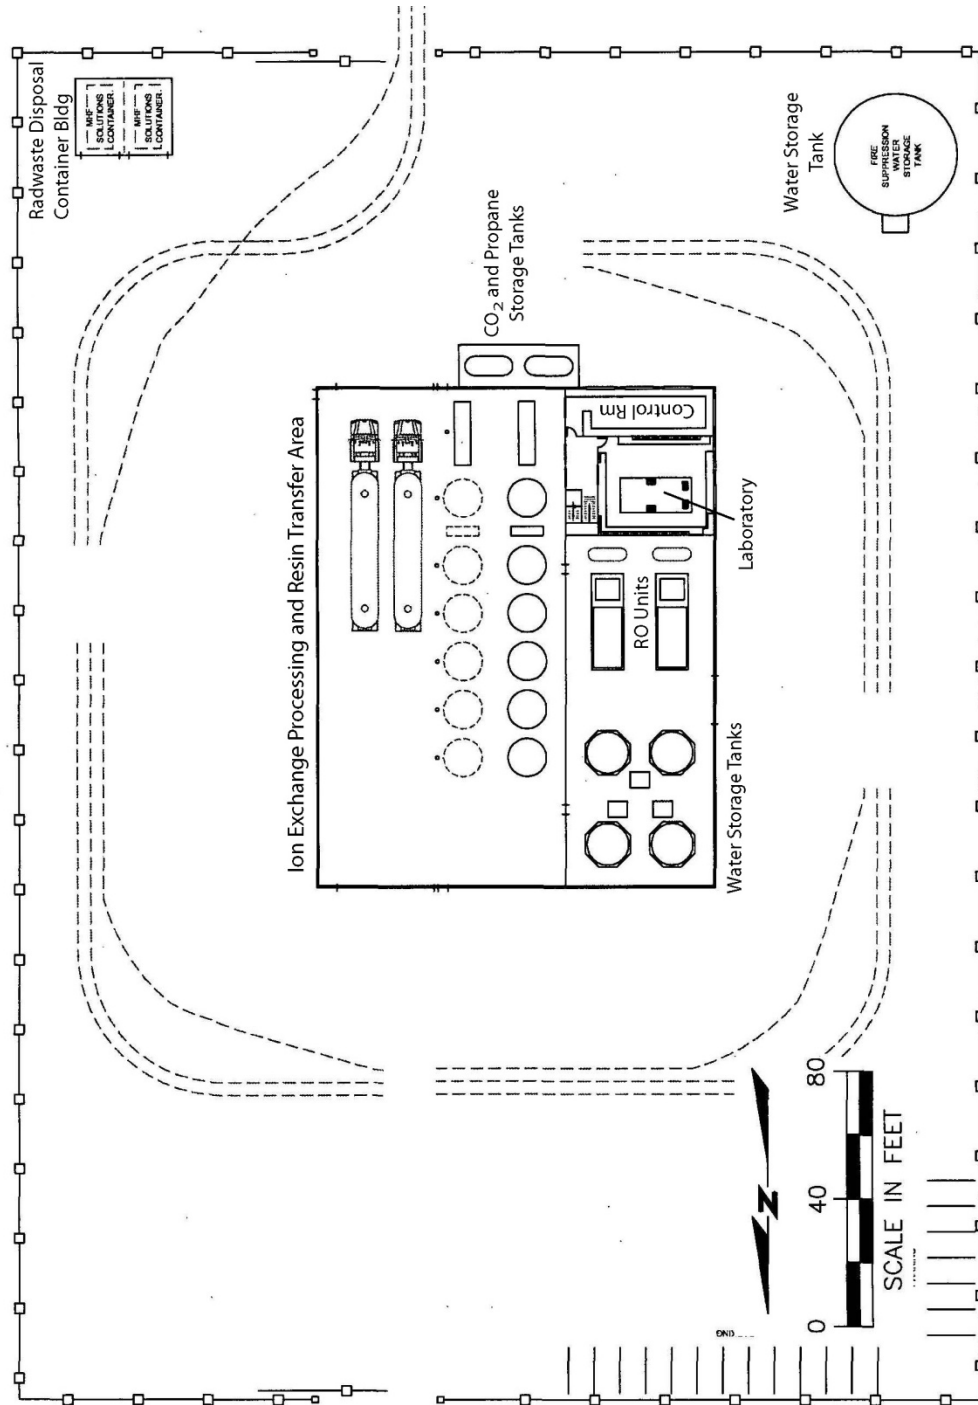 Radwaste Disposal
Container Bldg
MHF
SOLUTIONS
CONTAINER
MHF
SOLUTIONS
CONTAINER
Water Storage
Tank
FIRE
SUPPRESSION
WATER
STORAGE
TANK
CO2 and Propane
Storage Tanks
Ion Exchange Processing and Resin Transfer Area
Control Rm
Laboratory
RO Units
Water Storage Tanks
N
0 40 80
SCALE IN FEET